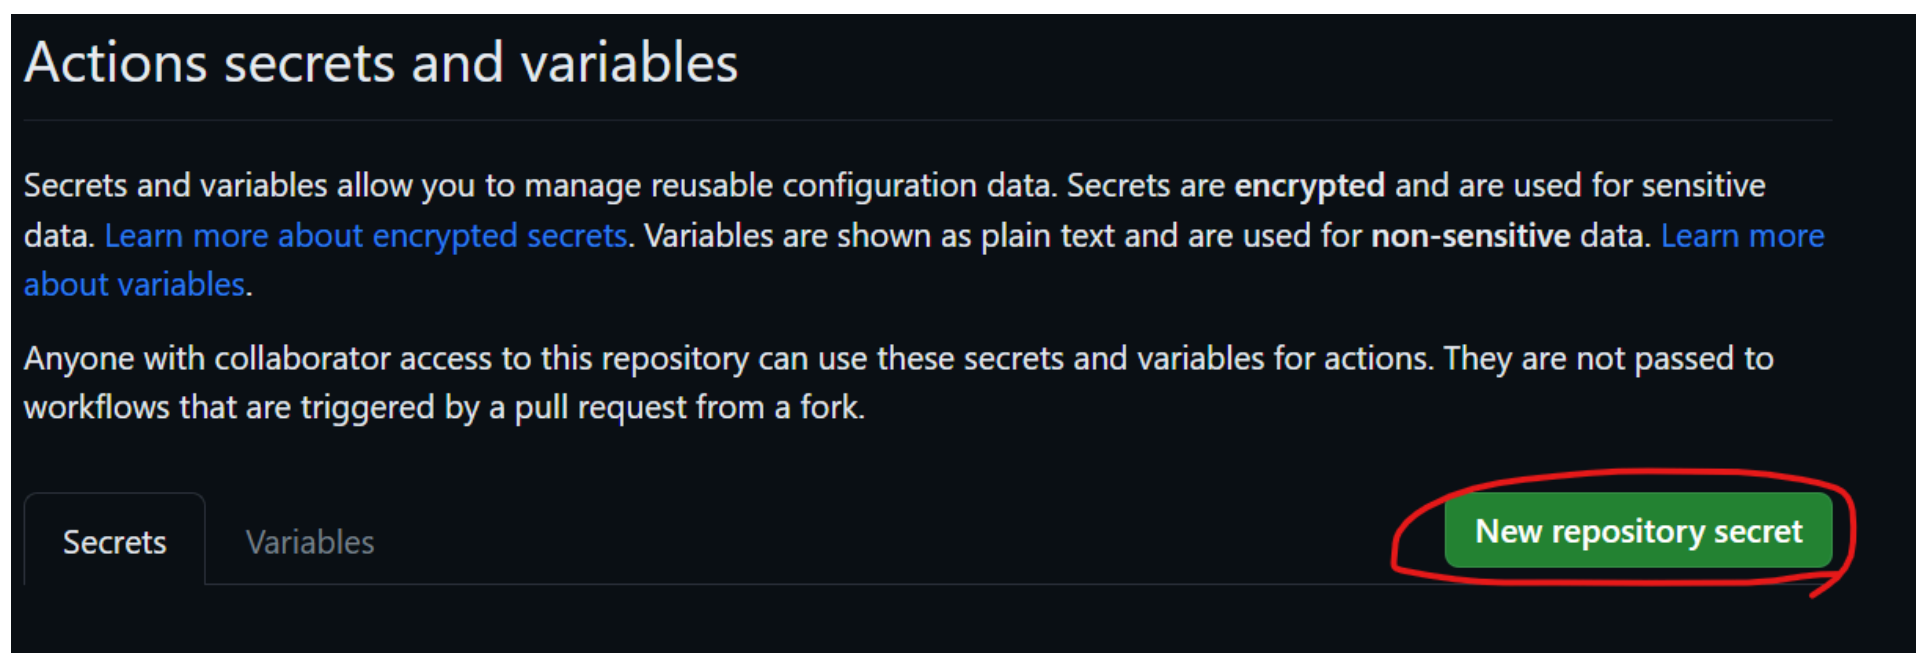 Actions secrets and variables
Secrets and variables allow you to manage reusable configuration data. Secrets are encrypted and are used for sensitive
data. Learn more about encrypted secrets. Variables are shown as plain text and are used for non-sensitive data. Learn more
about variables.
Anyone with collaborator access to this repository can use these secrets and variables for actions. They are not passed to
workflows that are triggered by a pull request from a fork.
Secrets Variables New repository secret